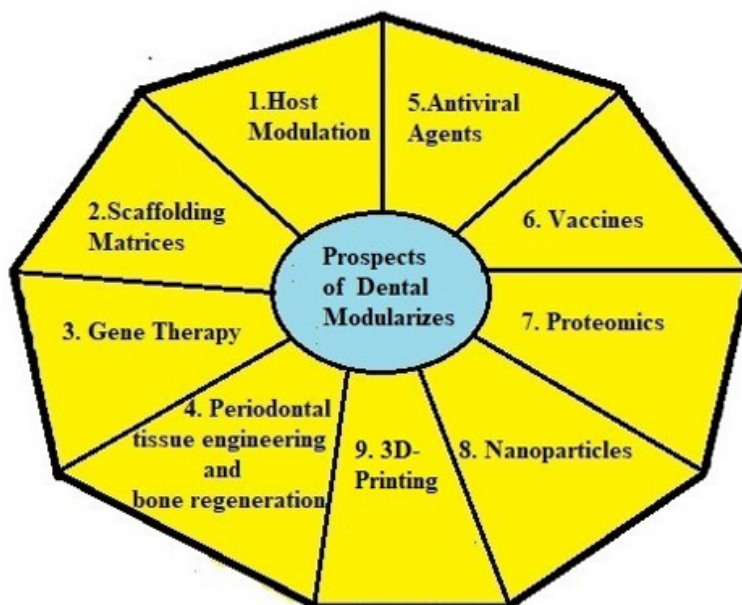 Prospects
of Dental
Modularizes
1.Host
Modulation
2.Scaffolding
Matrices
3. Gene Therapy
4. Periodontal
tissue engineering
and
bone regeneration
5.Antiviral
Agents
6. Vaccines
7. Proteomics
8. Nanoparticles
9. 3D-
Printing